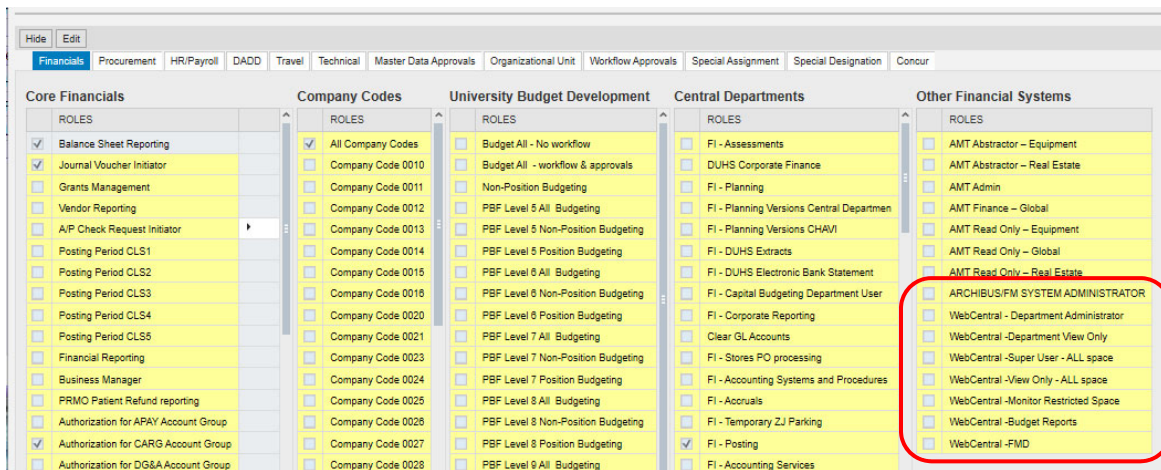 Hide Edit
Financials Procurement HR/Payroll DADD Travel Technical Master Data Approvals Organizational Unit Workflow Approvals Special Assignment Special Designation Concur
Core Financials
ROLES
Balance Sheet Reporting
Journal Voucher Initiator
Grants Management
Vendor Reporting
A/P Check Request Initiator
Posting Period CLS1
Posting Period CLS2
Posting Period CLS3
Posting Period CLS4
Posting Period CLS5
Financial Reporting
Business Manager
PRMO Patient Refund reporting
Authorization for APAY Account Group
Authorization for CARG Account Group
Authorization for DG&A Account Group
Company Codes
ROLES
All Company Codes
Company Code 0010
Company Code 0011
Company Code 0012
Company Code 0013
Company Code 0014
Company Code 0015
Company Code 0016
Company Code 0020
Company Code 0021
Company Code 0023
Company Code 0024
Company Code 0025
Company Code 0026
Company Code 0027
Company Code 0028
University Budget Development
ROLES
Budget All - No workflow
Budget All - workflow & approvals
Non-Position Budgeting
PBF Level 5 All Budgeting
PBF Level 5 Non-Position Budgeting
PBF Level 5 Position Budgeting
PBF Level 6 All Budgeting
PBF Level 6 Non-Position Budgeting
PBF Level 6 Position Budgeting
PBF Level 7 All Budgeting
PBF Level 7 Non-Position Budgeting
PBF Level 7 Position Budgeting
PBF Level 8 All Budgeting
PBF Level 8 Non-Position Budgeting
PBF Level 8 Position Budgeting
PBF Level 9 All Budgeting
Central Departments
ROLES
FI - Assessments
DUHS Corporate Finance
FI - Planning
FI - Planning Versions Central Departmen
FI - Planning Versions CHAVI
FI - DUHS Extracts
FI - DUHS Electronic Bank Statement
FI - Capital Budgeting Department User
FI - Corporate Reporting
Clear GL Accounts
FI - Stores PO processing
FI - Accounting Systems and Procedures
FI - Accruals
FI - Temporary ZJ Parking
FI - Posting
FI - Accounting Services
Other Financial Systems
ROLES
AMT Abstractor – Equipment
AMT Abstractor – Real Estate
AMT Admin
AMT Finance – Global
AMT Read Only – Equipment
AMT Read Only – Global
AMT Read Only – Real Estate
ARCHIBUS/FM SYSTEM ADMINISTRATOR
WebCentral - Department Administrator
WebCentral -Department View Only
WebCentral -Super User - ALL space
WebCentral -View Only - ALL space
WebCentral -Monitor Restricted Space
WebCentral -Budget Reports
WebCentral -FMD